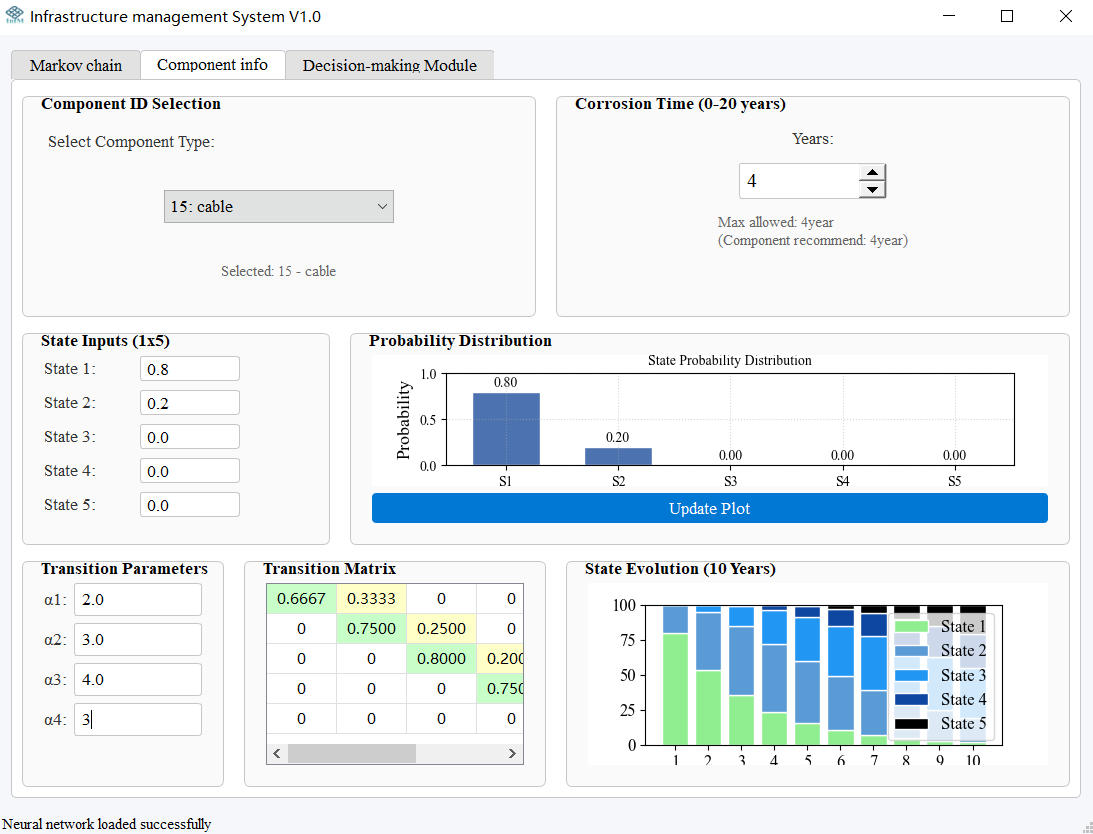 Infrastructure management System V1.0
Markov chain
Component info
Decision-making Module
Component ID Selection
Select Component Type:
15: cable
Selected: 15 - cable
Corrosion Time (0-20 years)
Years:
4
Max allowed: 4year
(Component recommend: 4year)
State Inputs (1x5)
State 1: 0.8
State 2: 0.2
State 3: 0.0
State 4: 0.0
State 5: 0.0
Probability Distribution
State Probability Distribution
Probability
1.0
0.5
0.0
0.80
0.20
0.00
0.00
0.00
S1 S2 S3 S4 S5
Update Plot
Transition Parameters
α1: 2.0
α2: 3.0
α3: 4.0
α4: 3
Transition Matrix
0.6667 0.3333 0 0
0 0.7500 0.2500 0
0 0 0.8000 0.200
0 0 0 0.750
0 0 0 0
State Evolution (10 Years)
100
75
50
25
0
State 1
State 2
State 3
State 4
State 5
1 2 3 4 5 6 7 8 9 10
Neural network loaded successfully